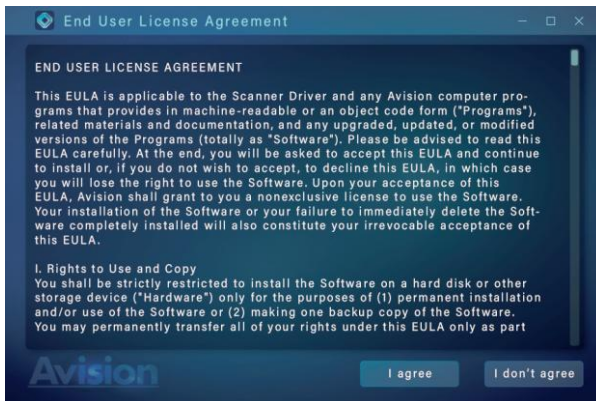 End User License Agreement
END USER LICENSE AGREEMENT
This EULA is applicable to the Scanner Driver and any Avision computer pro-
grams that provides in machine-readable or an object code form ("Programs"),
related materials and documentation, and any upgraded, updated, or modified
versions of the Programs (totally as "Software"). Please be advised to read this
EULA carefully. At the end, you will be asked to accept this EULA and continue
to install or, if you do not wish to accept, to decline this EULA, in which case
you will lose the right to use the Software. Upon your acceptance of this
EULA, Avision shall grant to you a nonexclusive license to use the Software.
Your installation of the Software or your failure to immediately delete the Soft-
ware completely installed will also constitute your irrevocable acceptance of
this EULA.
I. Rights to Use and Copy
You shall be strictly restricted to install the Software on a hard disk or other
storage device ("Hardware") only for the purposes of (1) permanent installation
and/or use of the Software or (2) making one backup copy of the Software.
You may permanently transfer all of your rights under this EULA only as part
Avision
I agree
I don't agree